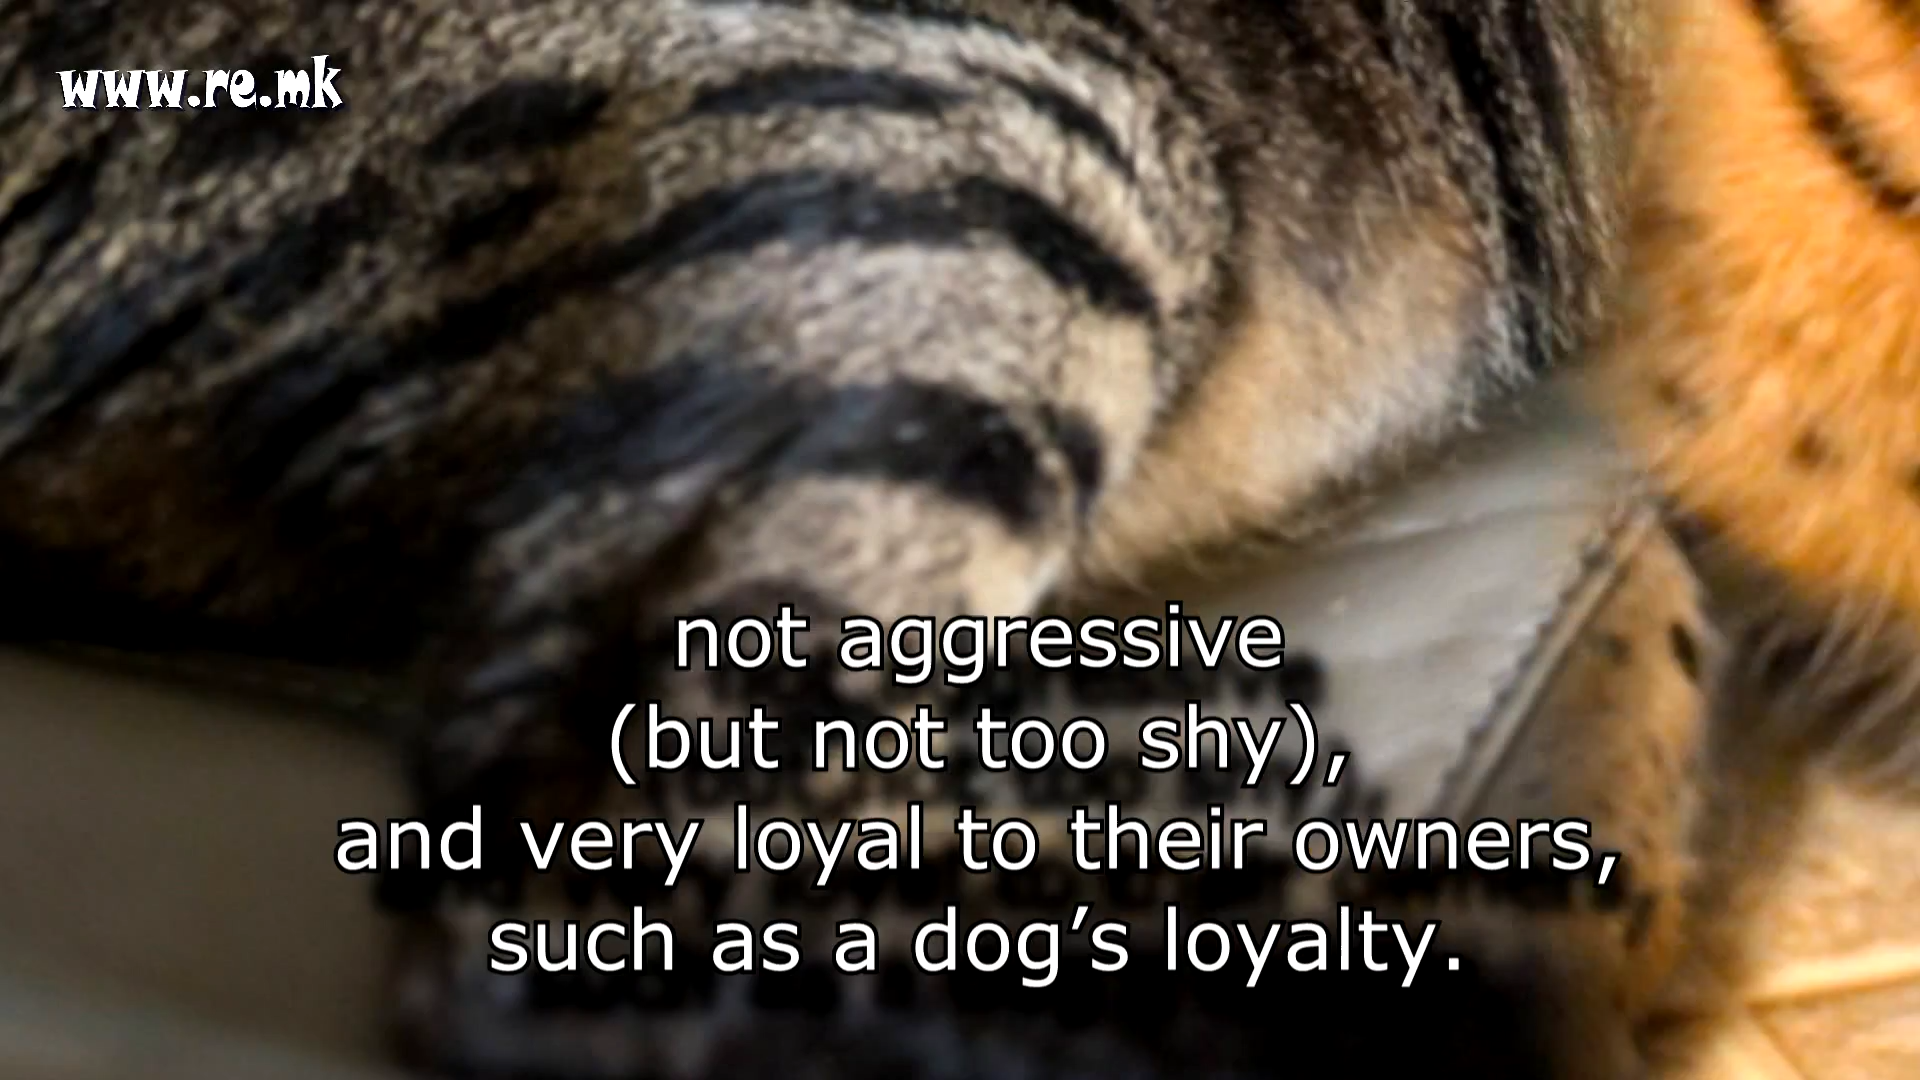 www.re.mk
not aggressive
(but not too shy),
and very loyal to their owners,
such as a dog’s loyalty.